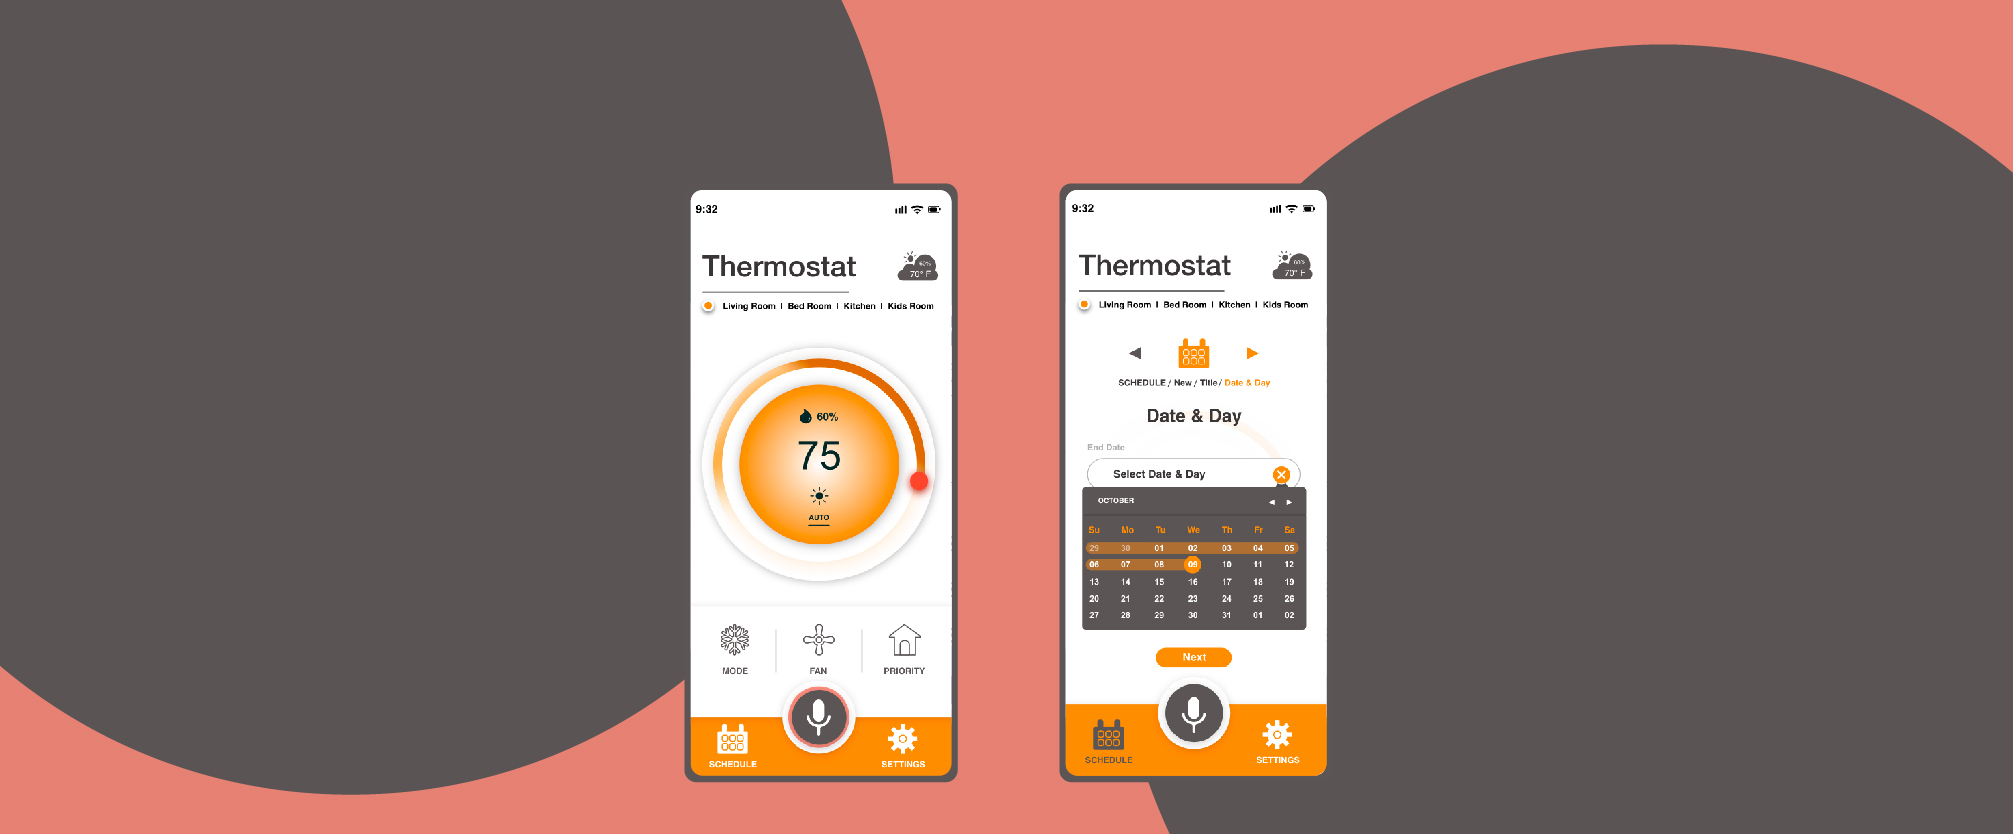 9:32
Thermostat
60%
70° F
Living Room I Bed Room I Kitchen I Kids Room
60%
75
AUTO
MODE
FAN
PRIORITY
SCHEDULE
SETTINGS
9:32
Thermostat
60%
70° F
Living Room I Bed Room I Kitchen I Kids Room
SCHEDULE / New / Title / Date & Day
Date & Day
End Date
Select Date & Day
OCTOBER
Su Mo Tu We Th Fr Sa
29 30 01 02 03 04 05
06 07 08 09 10 11 12
13 14 15 16 17 18 19
20 21 22 23 24 25 26
27 28 29 30 31 01 02
Next
SCHEDULE
SETTINGS